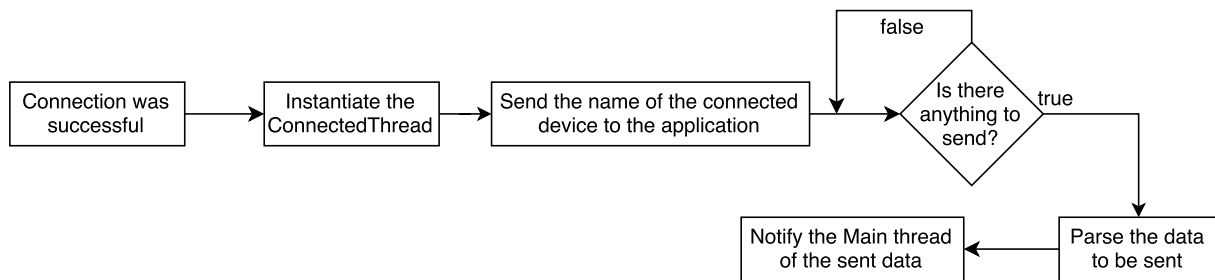 Connection was
successful
Instantiate the
ConnectedThread
Send the name of the connected
device to the application
false
Is there
anything to
send?
true
Parse the data
to be sent
Notify the Main thread
of the sent data